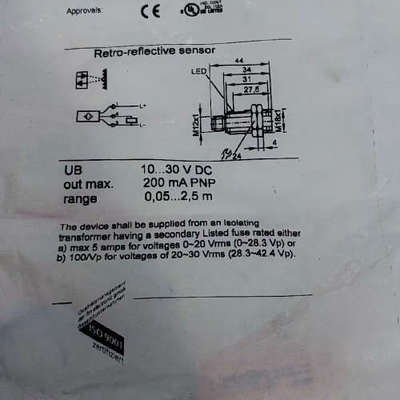 Approvals:
CE
UL
LISTED
Retro-reflective sensor
44
LED
34
31
27,5
M12x1
M18x1
24
4
L+
L-
UB 10...30 V DC
out max. 200 mA PNP
range 0,05...2,5 m
The device shall be supplied from an isolating
transformer having a secondary Listed fuse rated either
a) max 5 amps for voltages 0~20 Vrms (0~28.3 Vp) or
b) 100/Vp for voltages of 20~30 Vrms (28.3~42.4 Vp).
ISO 9001
zertifiziert